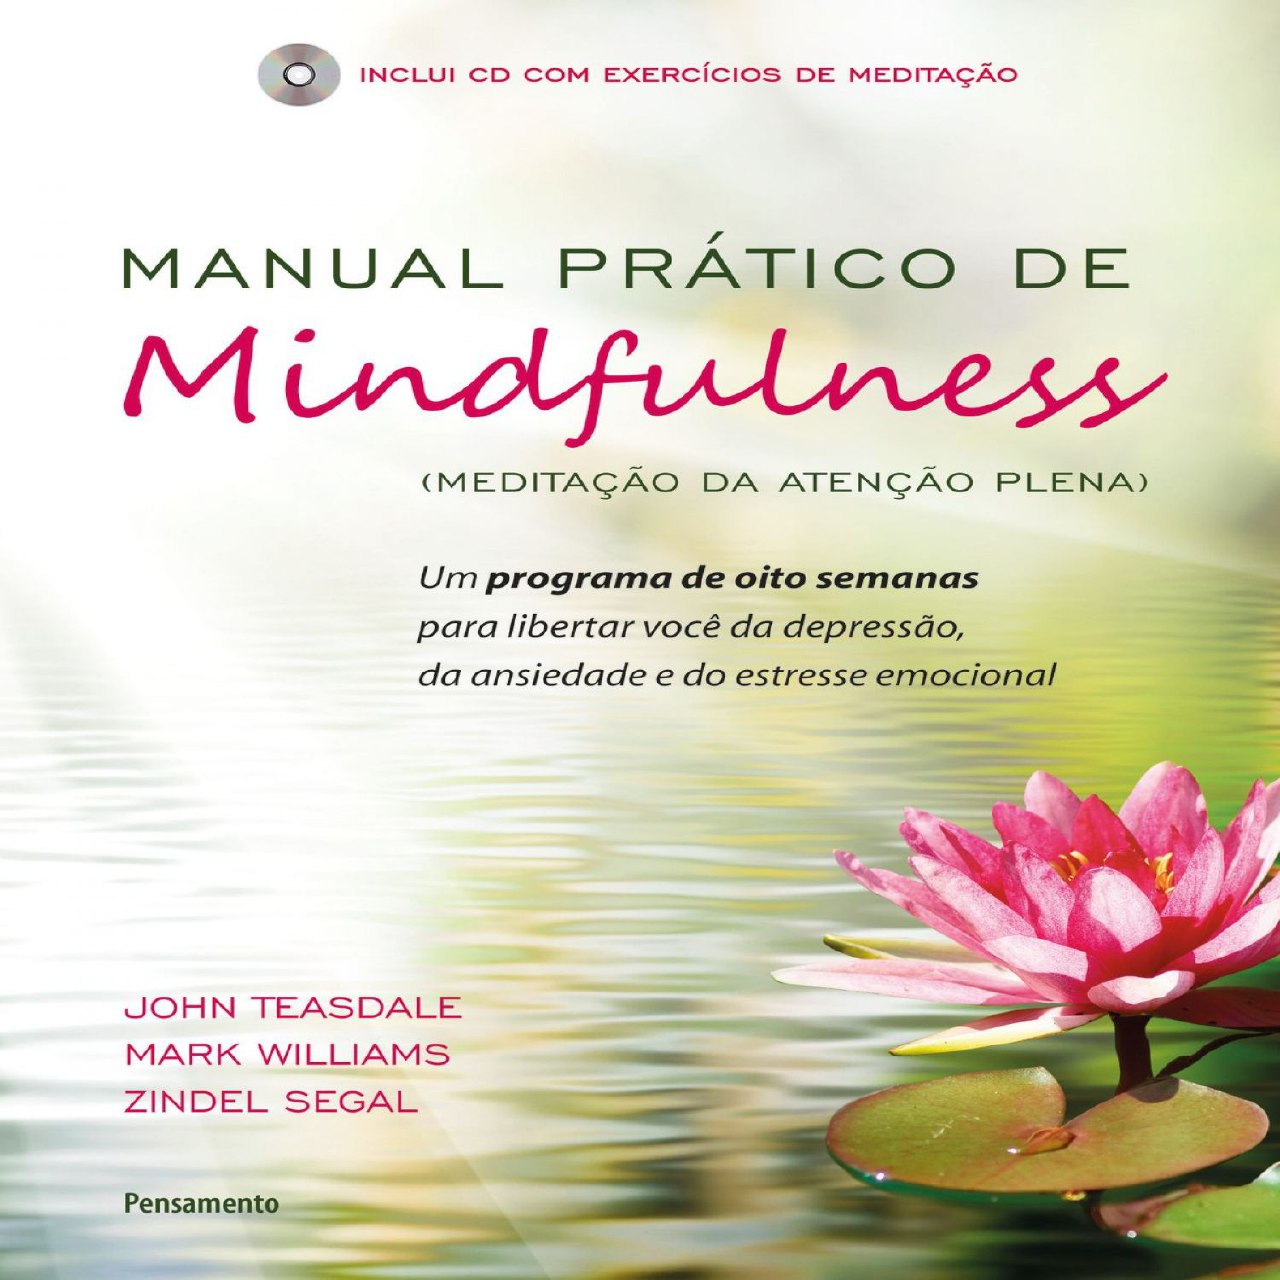 INCLUI CD COM EXERCÍCIOS DE MEDITAÇÃO
MANUAL PRÁTICO DE
Mindfulness
(MEDITAÇÃO DA ATENÇÃO PLENA)
Um programa de oito semanas
para libertar você da depressão,
da ansiedade e do estresse emocional
JOHN TEASDALE
MARK WILLIAMS
ZINDEL SEGAL
Pensamento